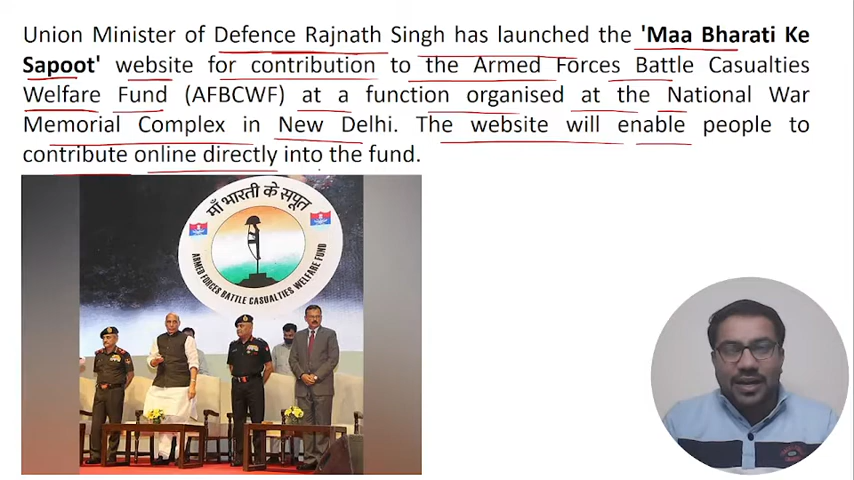 Union Minister of Defence Rajnath Singh has launched the 'Maa Bharati Ke
Sapoot' website for contribution to the Armed Forces Battle Casualties
Welfare Fund (AFBCWF) at a function organised at the National War
Memorial Complex in New Delhi. The website will enable people to
contribute online directly into the fund.
माँ भारती के सपूत
ARMED FORCES BATTLE CASUALTIES WELFARE FUND